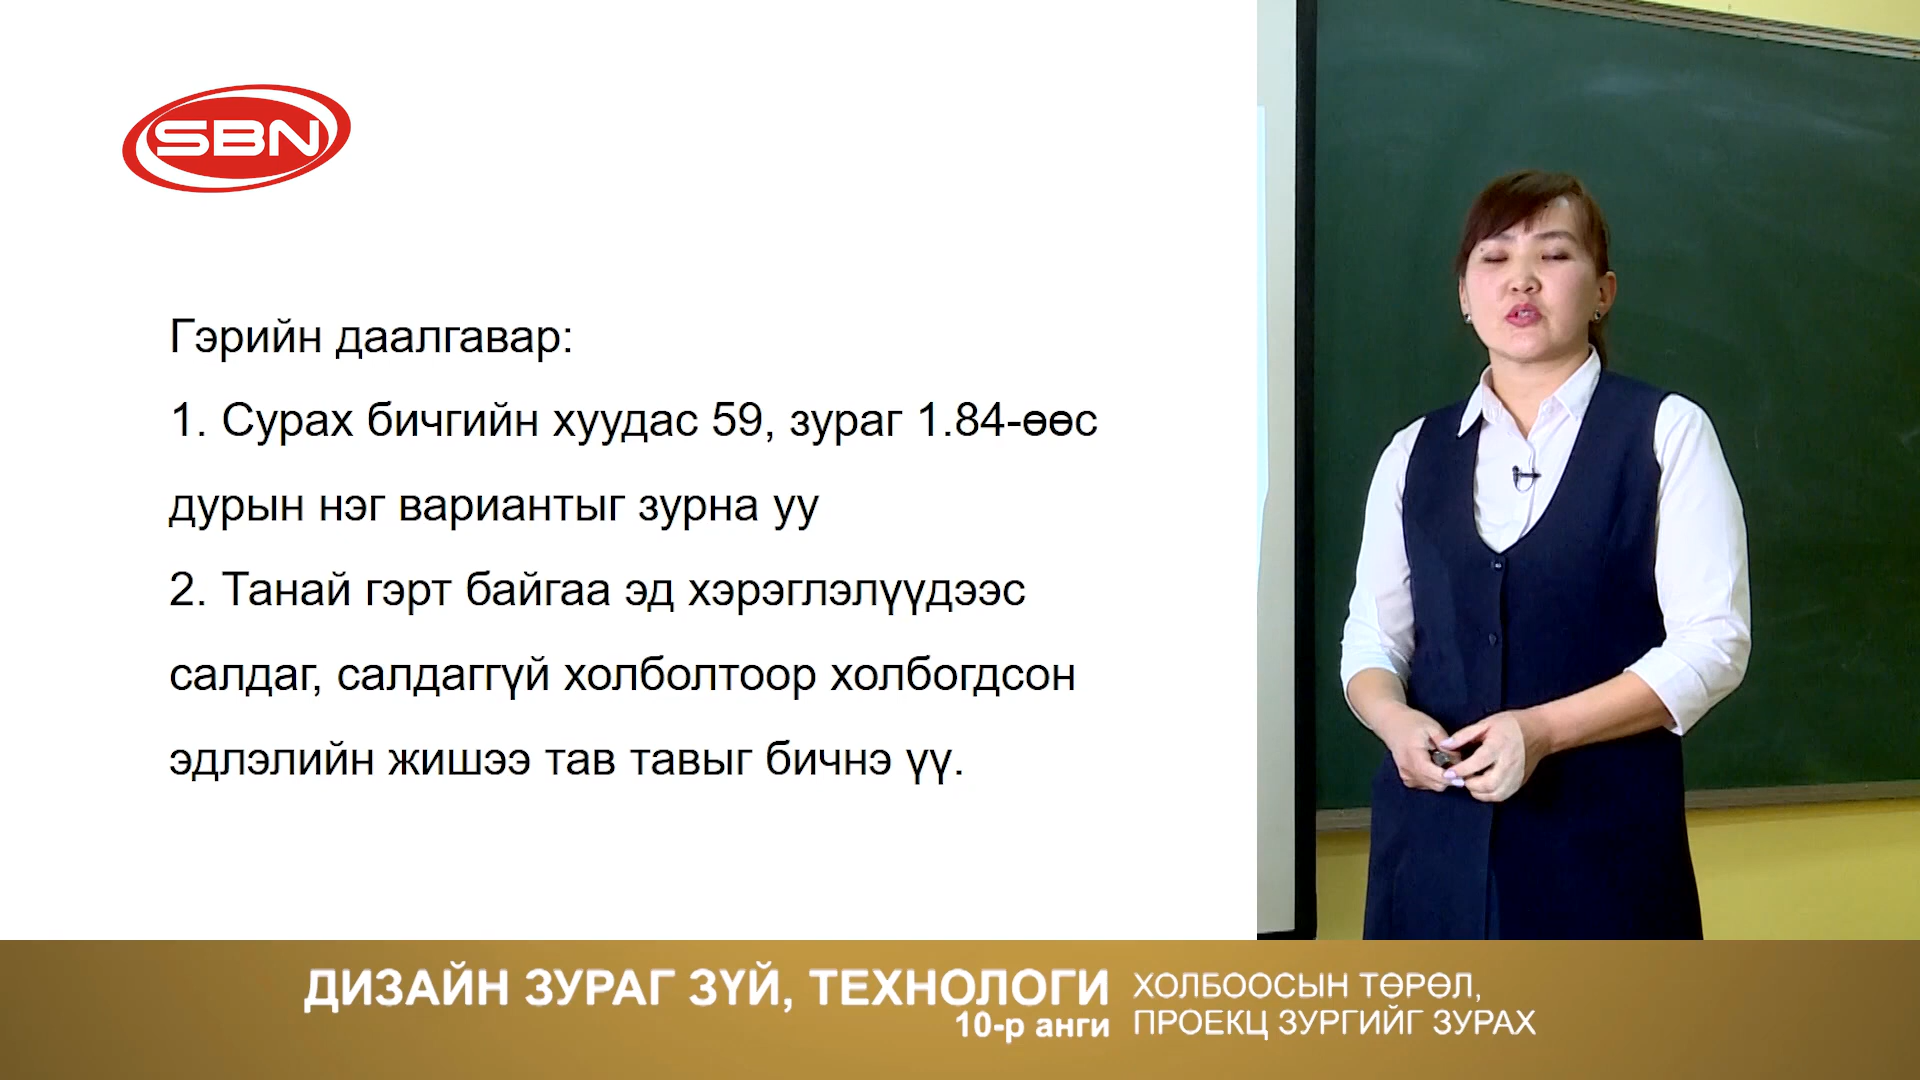 SBN
Гэрийн даалгавар:
1. Сурах бичгийн хуудас 59, зураг 1.84-өөс
дурын нэг вариантыг зурна уу
2. Танай гэрт байгаа эд хэрэглэлүүдээс
салдаг, салдаггүй холболтоор холбогдсон
эдлэлийн жишээ тав тавыг бичнэ үү.
ДИЗАЙН ЗУРАГ ЗҮЙ, ТЕХНОЛОГИ
10-р анги
ХОЛБООСЫН ТӨРӨЛ,
ПРОЕКЦ ЗУРГИЙГ ЗУРАХ